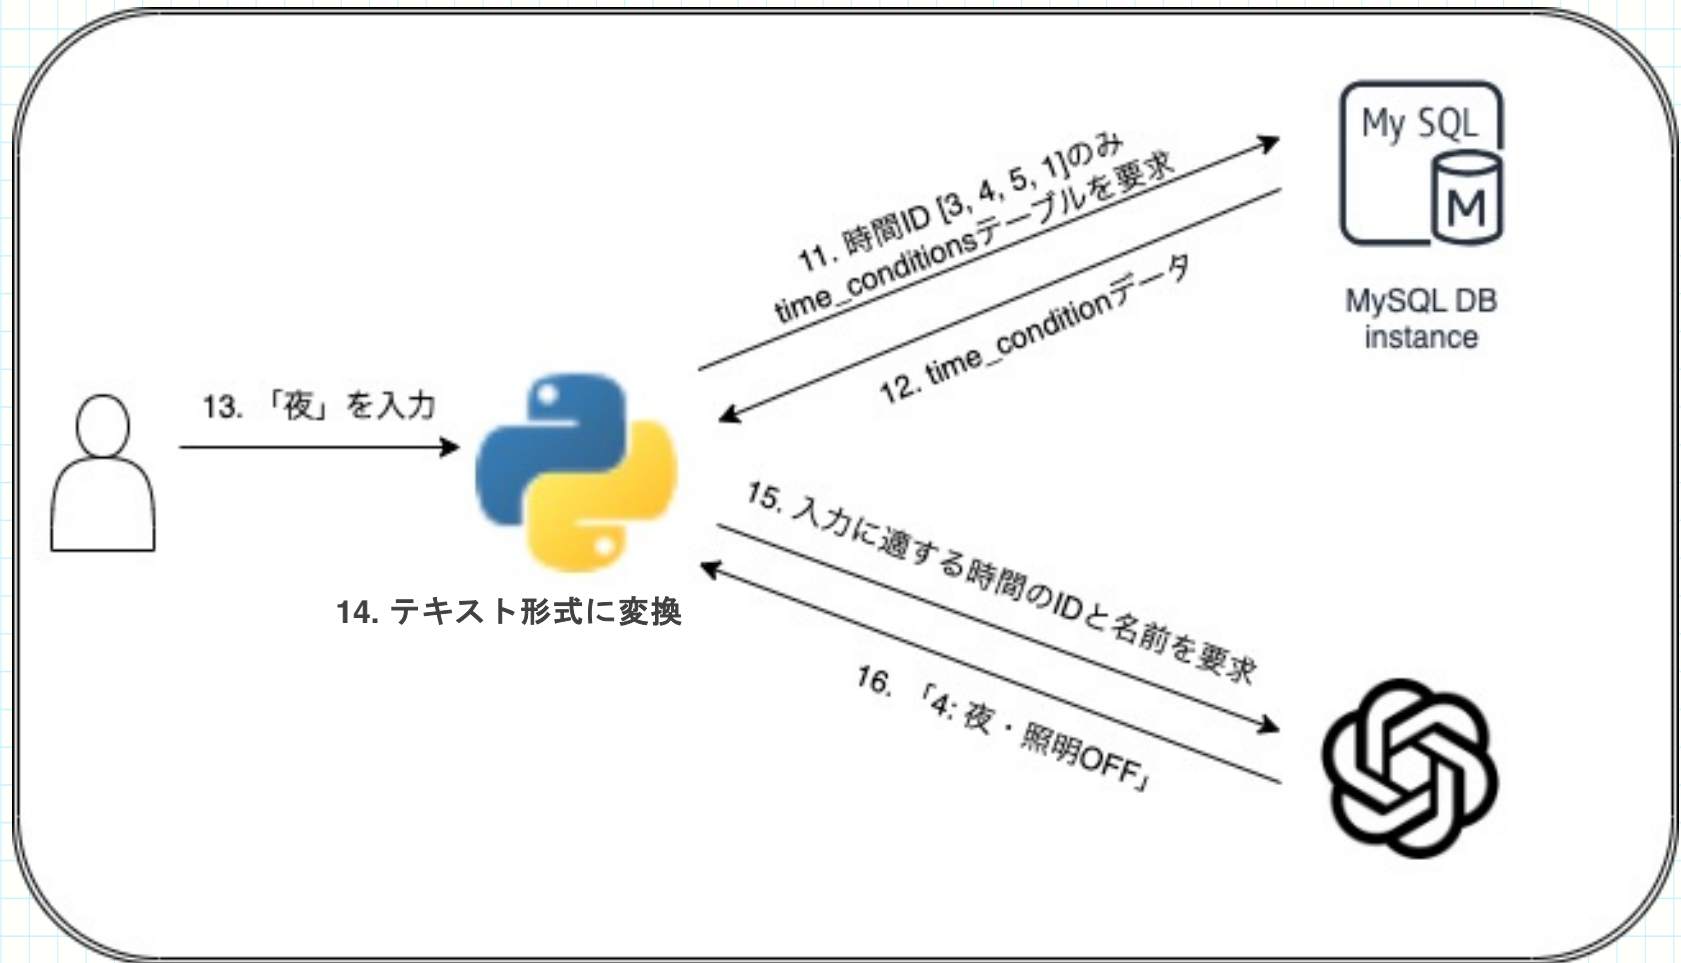 My SQL
M
MySQL DB
instance
11. 時間ID [3, 4, 5, 1]のみ
time_conditionsテーブルを要求
12. time_conditionデータ
13. 「夜」を入力
14. テキスト形式に変換
15. 入力に適する時間のIDと名前を要求
16. 「4: 夜・照明OFF」